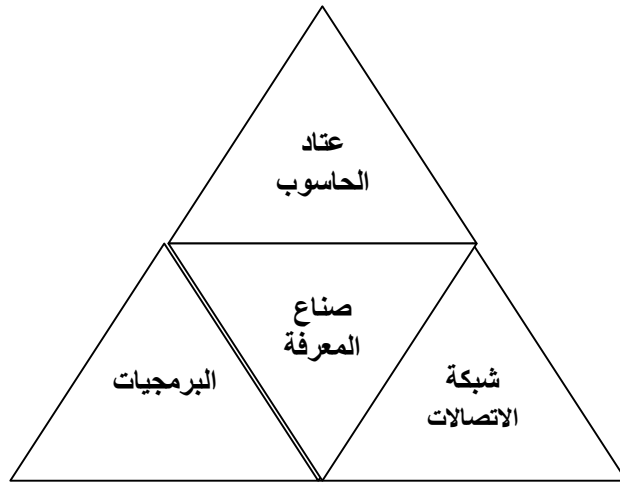 عتاد
الحاسوب
صناع
المعرفة
شبكة
الاتصالات
البرمجيات